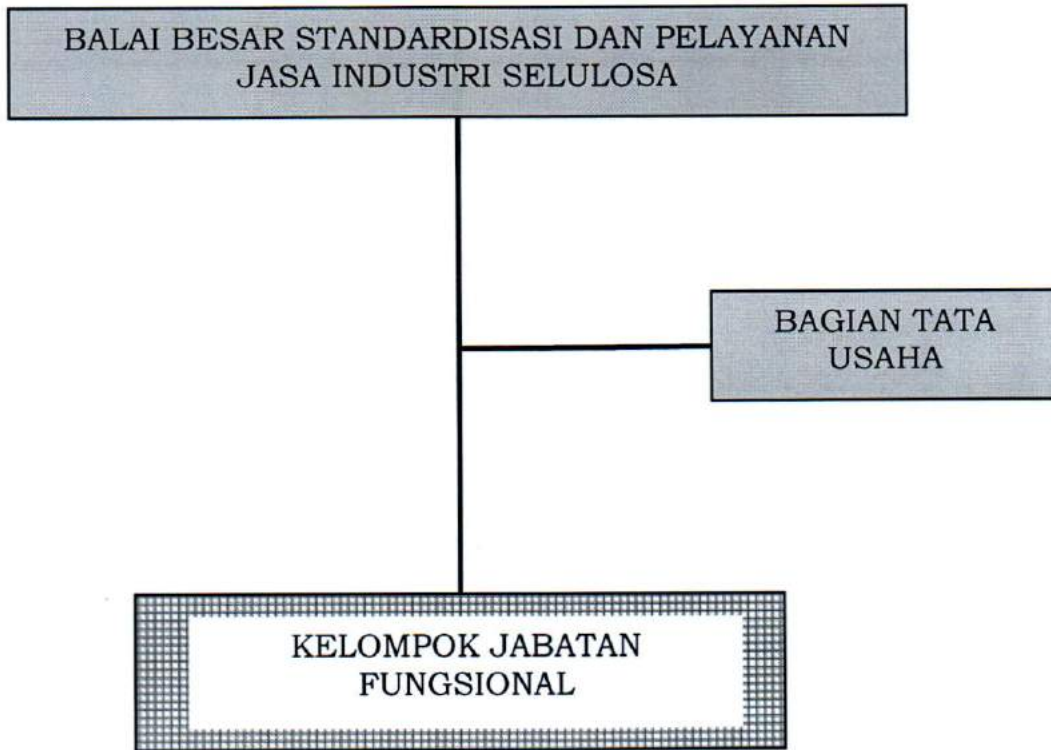 BALAI BESAR STANDARDISASI DAN PELAYANAN
JASA INDUSTRI SELULOSA
BAGIAN TATA
USAHA
KELOMPOK JABATAN
FUNGSIONAL